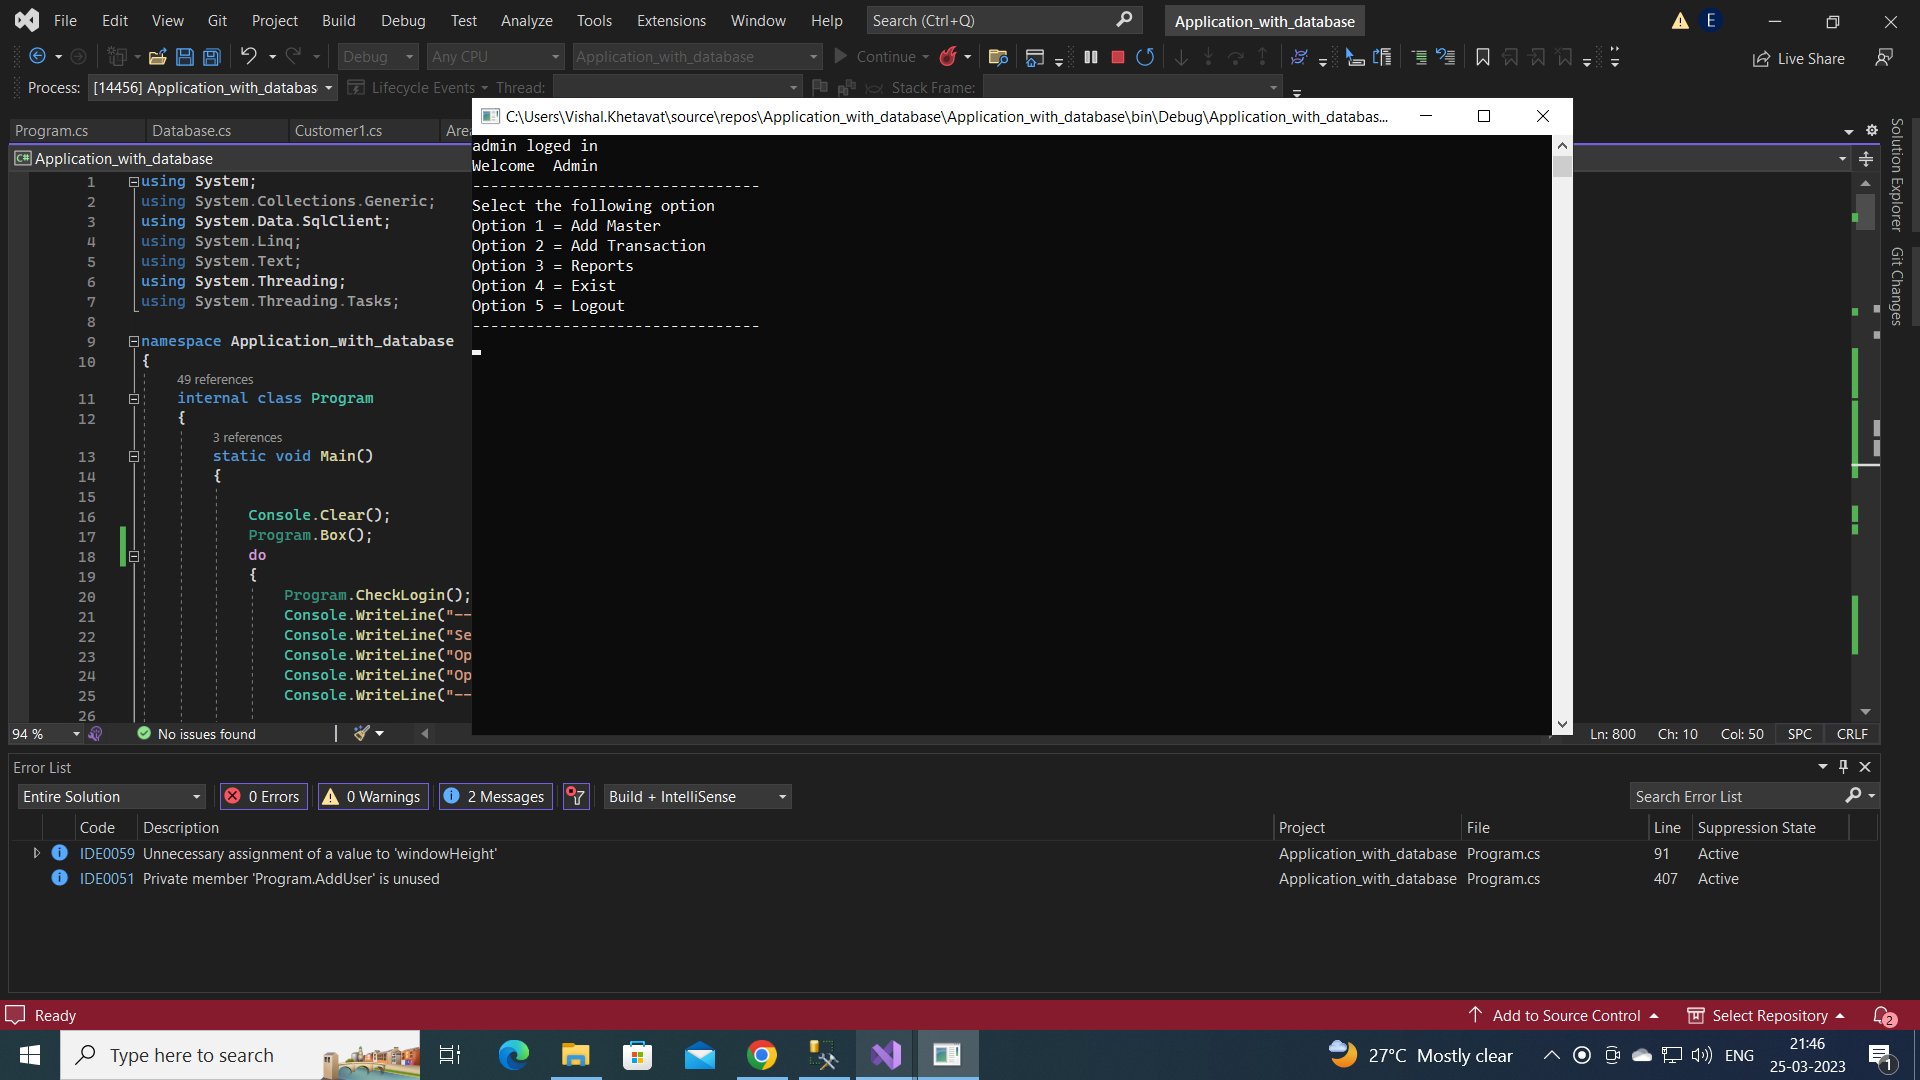 File Edit View Git Project Build Debug Test Analyze Tools Extensions Window Help Search (Ctrl+Q) Application_with_database E
Debug Any CPU Application_with_database Continue Live Share
Process: [14456] Application_with_databas Lifecycle Events Thread: Stack Frame:
C:\Users\Vishal.Khetavat\source\repos\Application_with_database\Application_with_database\bin\Debug\Application_with_databas...
Program.cs Database.cs Customer1.cs Are
C# Application_with_database
Solution Explorer
Git Changes
1 using System;
2 using System.Collections.Generic;
3 using System.Data.SqlClient;
4 using System.Linq;
5 using System.Text;
6 using System.Threading;
7 using System.Threading.Tasks;
8
9 namespace Application_with_database
10 {
49 references
11 internal class Program
12 {
3 references
13 static void Main()
14 {
15
16 Console.Clear();
17 Program.Box();
18 do
19 {
20 Program.CheckLogin();
21 Console.WriteLine("--
22 Console.WriteLine("Se
23 Console.WriteLine("Op
24 Console.WriteLine("Op
25 Console.WriteLine("--
26
admin loged in
Welcome  Admin
--------------------------------
Select the following option
Option 1 = Add Master
Option 2 = Add Transaction
Option 3 = Reports
Option 4 = Exist
Option 5 = Logout
--------------------------------
94 % No issues found Ln: 800 Ch: 10 Col: 50 SPC CRLF
Error List
Entire Solution 0 Errors 0 Warnings 2 Messages Build + IntelliSense Search Error List
Code Description Project File Line Suppression State
IDE0059 Unnecessary assignment of a value to 'windowHeight' Application_with_database Program.cs 91 Active
IDE0051 Private member 'Program.AddUser' is unused Application_with_database Program.cs 407 Active
Ready Add to Source Control Select Repository 2
Type here to search 27°C Mostly clear ENG 21:46
25-03-2023 1